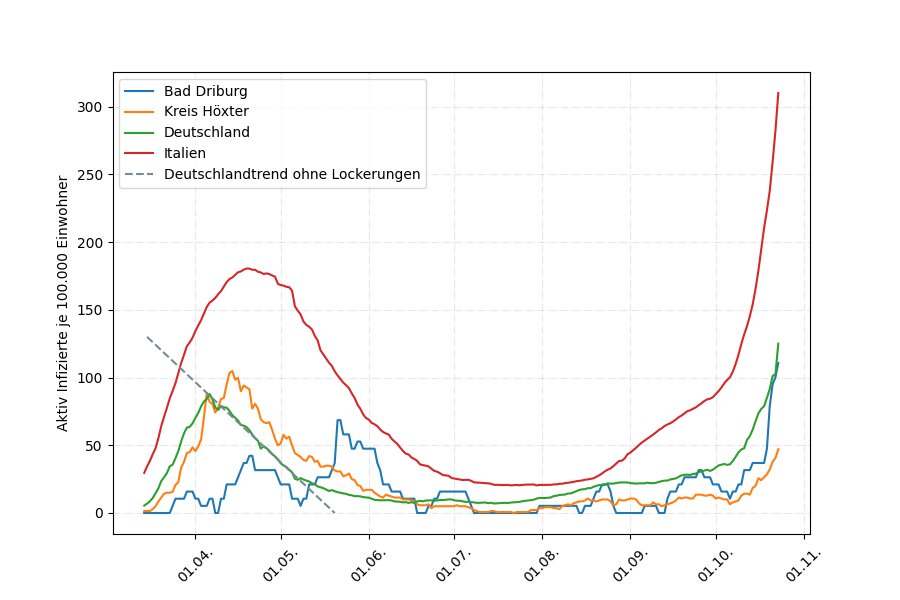 Bad Driburg
Kreis Höxter
Deutschland
Italien
Deutschlandtrend ohne Lockerungen
Aktiv Infizierte je 100.000 Einwohner
300
250
200
150
100
50
0
01.04.
01.05.
01.06.
01.07.
01.08.
01.09.
01.10.
01.11.